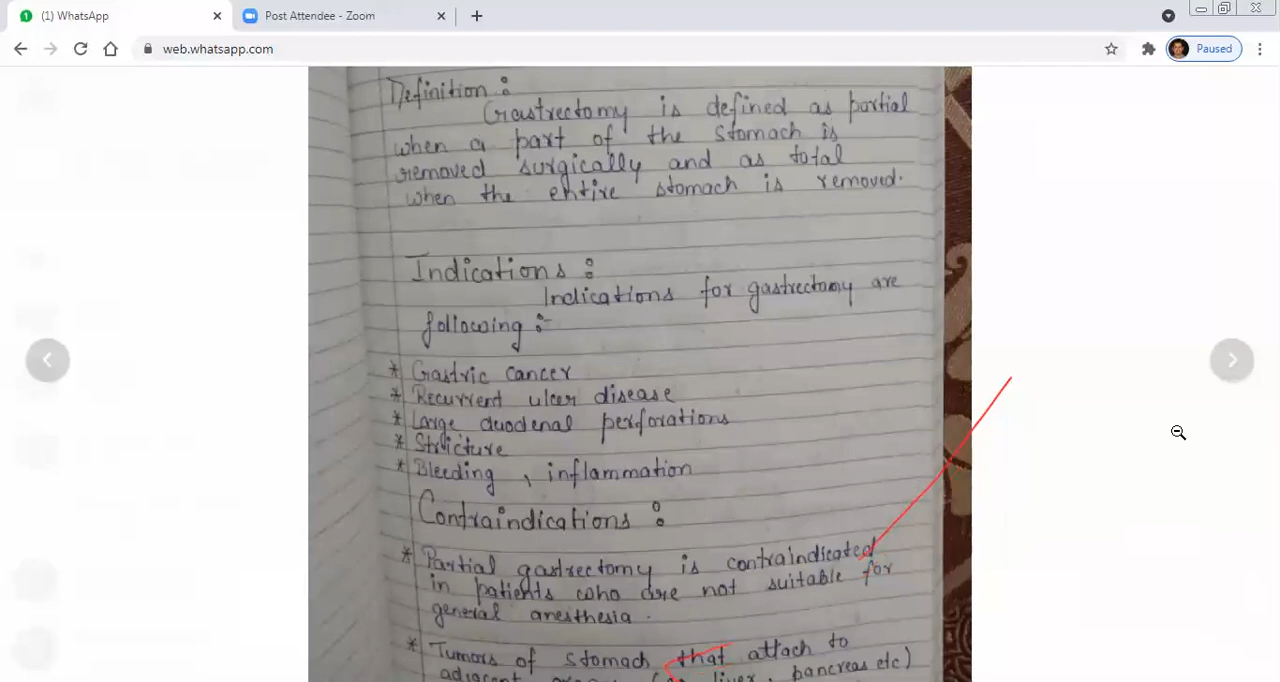 (1) WhatsApp
Post Attendee - Zoom
web.whatsapp.com
Paused
Definition :
Gastrectomy is defined as partial
when a part of the stomach is
removed surgically and as total
when the entire stomach is removed.
Indications :
Indications for gastrectomy are
following :-
* Gastric cancer
* Recurrent ulcer disease
* Large duodenal perforations
* Stricture
* Bleeding , inflammation
Contraindications :
* Partial gastrectomy is contraindicated
in patients who are not suitable for
general anesthesia .
* Tumors of stomach that attach to
adjacent liver, pancreas etc)